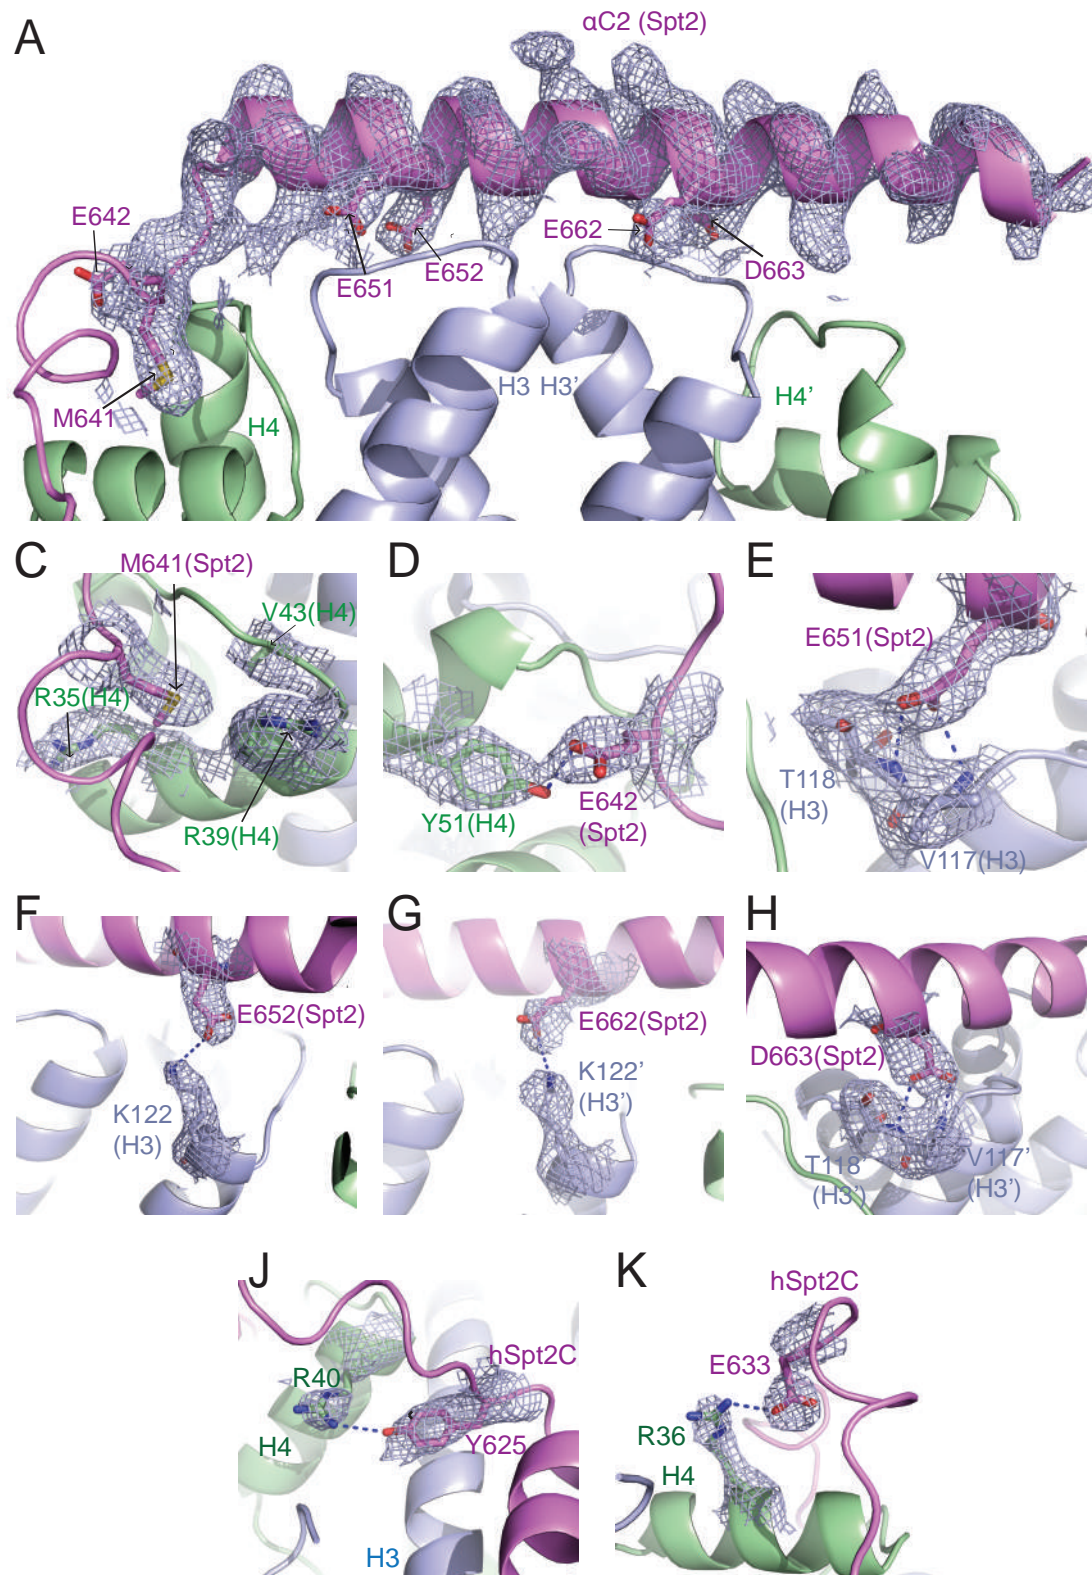 A
αC2 (Spt2)
E642
E651
E652
E662
D663
M641
H4
H3
H3'
H4'
C
M641(Spt2)
V43(H4)
R35(H4)
R39(H4)
D
Y51(H4)
E642
(Spt2)
E
E651(Spt2)
T118
(H3)
V117(H3)
F
E652(Spt2)
K122
(H3)
G
E662(Spt2)
K122'
(H3')
H
D663(Spt2)
T118'
(H3')
V117'
(H3')
J
hSpt2C
R40
H4
Y625
H3
K
hSpt2C
E633
R36
H4